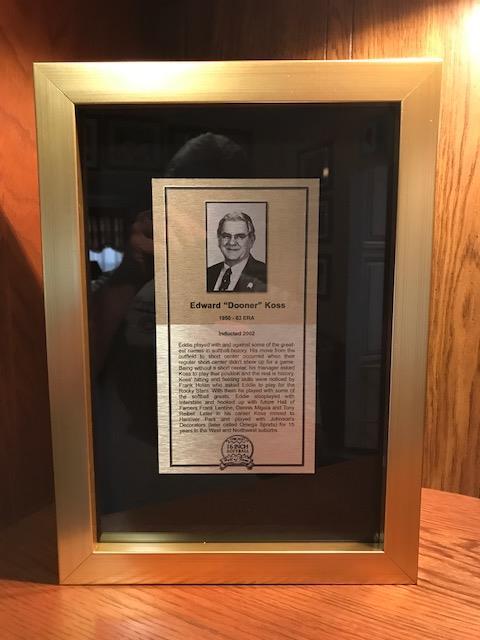 Edward "Dooner" Koss
1950 - 83 ERA
Inducted 2002
Eddie played with and against some of the great-
est names in softball history. His move from the
outfield to short center occurred when their
regular short center didn't show up for a game.
Being without a short center, his manager asked
Koss to play that position and the rest is history.
Koss' hitting and fielding skills were noticed by
Frank Holan who asked Eddie to play for the
Rocky Stars. With them he played with some of
the softball greats. Eddie also played with
Interstate and hooked up with future Hall of
Famers Frank Lentine, Dennis Migala and Tony
Reibel. Later in his career Koss moved to
Hanover Park and played with Johnson's
Decorators (later called Omega Sports) for 15
years in the West and Northwest suburbs.
16 INCH
SOFTBALL
Hall of Fame